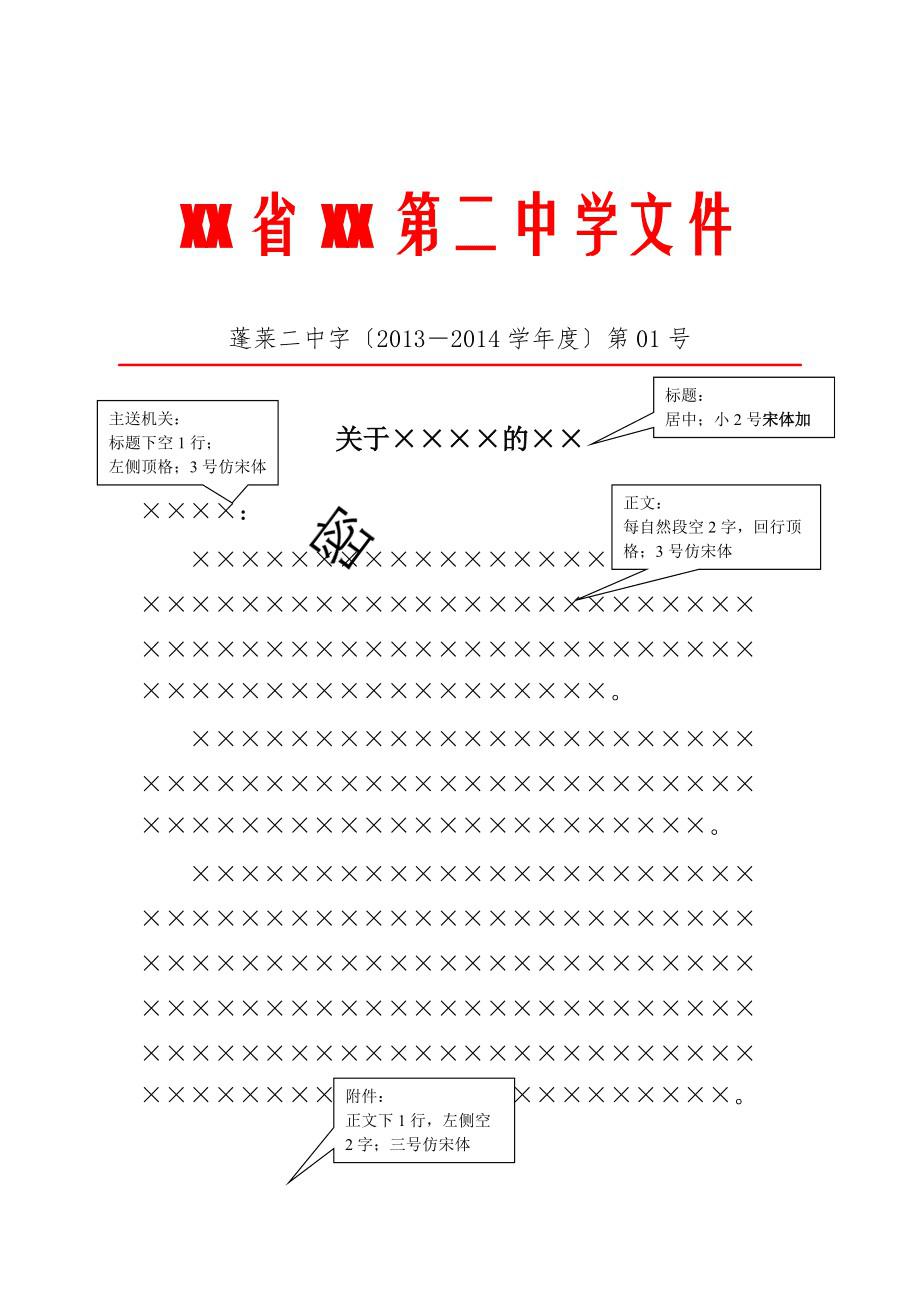 XX省XX第二中学文件
蓬莱二中字〔2013－2014学年度〕第01号
标题：
居中；小2号宋体加
主送机关：
标题下空1行；
左侧顶格；3号仿宋体
关于××××的××
××××：
密
正文：
每自然段空2字，回行顶
格；3号仿宋体
×××××××××××××××××
×××××××××××××××××××××××××
×××××××××××××××××××××××××
×××××××××××××××××××。
×××××××××××××××××××××××
×××××××××××××××××××××××××
×××××××××××××××××××××××。
×××××××××××××××××××××××
×××××××××××××××××××××××××
×××××××××××××××××××××××××
×××××××××××××××××××××××××
×××××××××××××××××××××××××
×××××××× ×××××××××。
附件：
正文下1行，左侧空
2字；三号仿宋体